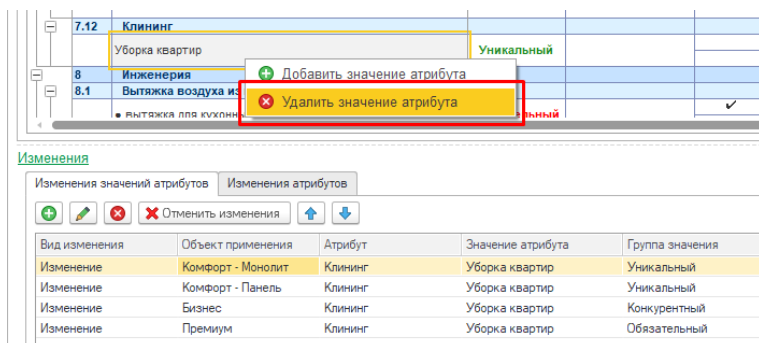 7.12 Клининг
Уборка квартир Уникальный
Добавить значение атрибута
8 Инженерия
8.1 Вытяжка воздуха из
Удалить значение атрибута
• вытяжка для кухонн
Изменения
Изменения значений атрибутов Изменения атрибутов
Отменить изменения
Вид изменения Объект применения Атрибут Значение атрибута Группа значения
Изменение Комфорт - Монолит Клининг Уборка квартир Уникальный
Изменение Комфорт - Панель Клининг Уборка квартир Уникальный
Изменение Бизнес Клининг Уборка квартир Конкурентный
Изменение Премиум Клининг Уборка квартир Обязательный